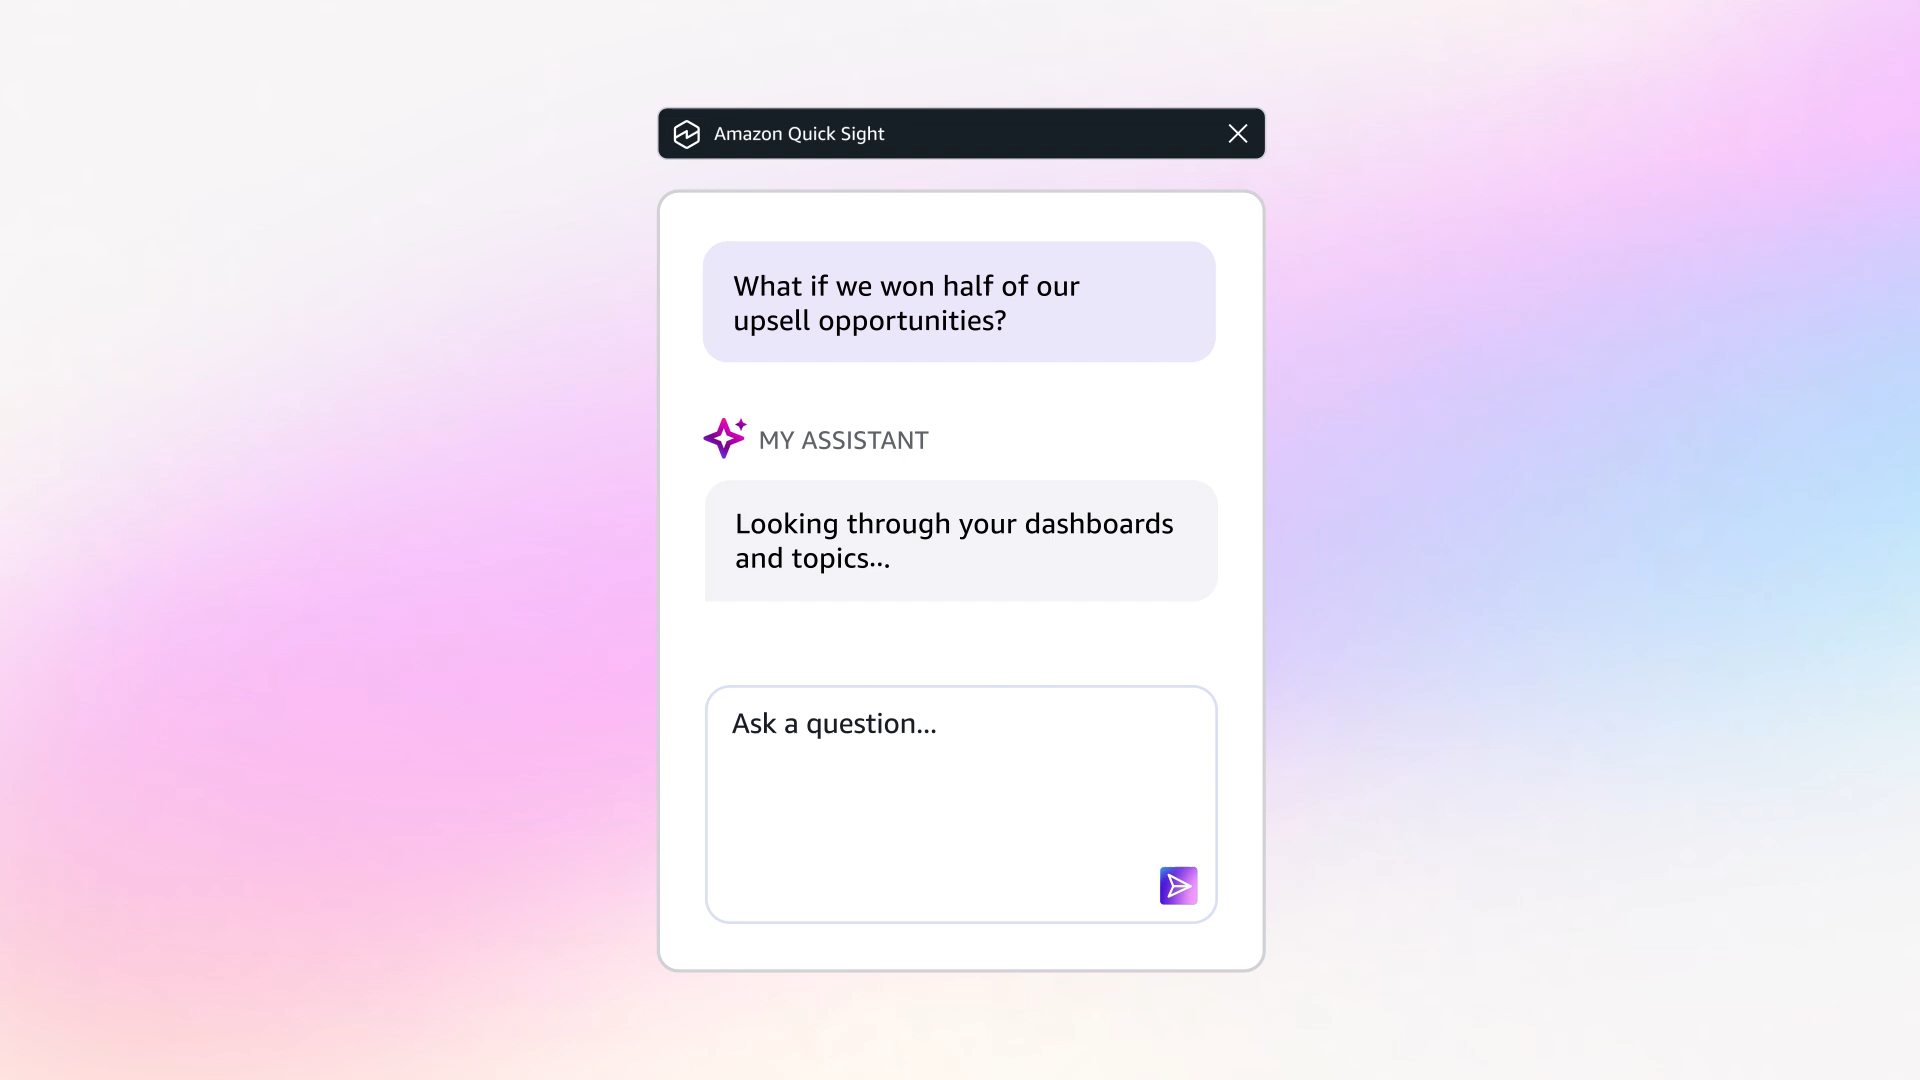 Amazon Quick Sight
What if we won half of our
upsell opportunities?
MY ASSISTANT
Looking through your dashboards
and topics...
Ask a question...